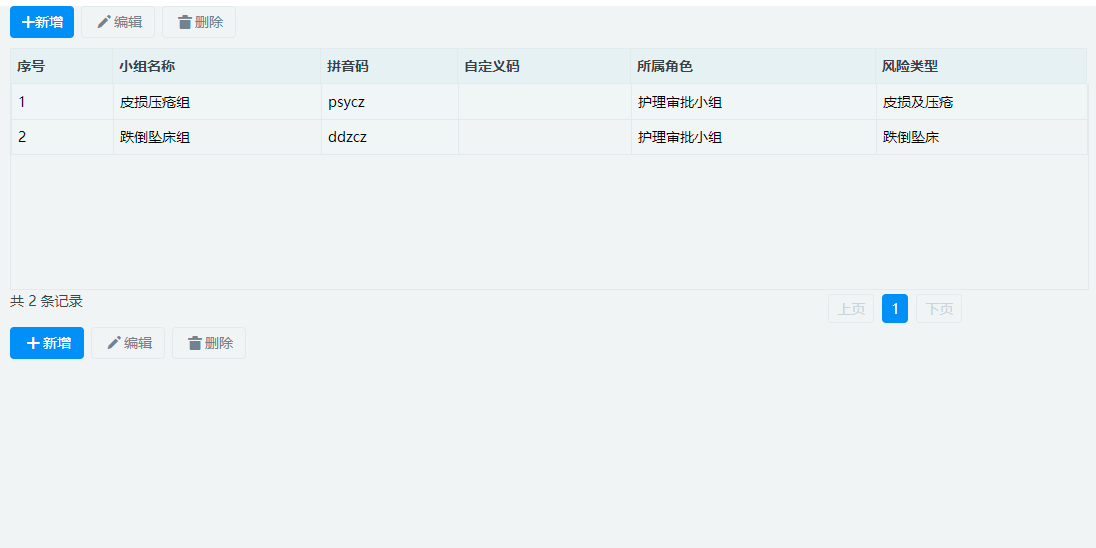 新增 编辑 删除
序号 小组名称 拼音码 自定义码 所属角色 风险类型
1 皮损压疮组 psycz 护理审批小组 皮损及压疮
2 跌倒坠床组 ddzcz 护理审批小组 跌倒坠床
共 2 条记录 上页 1 下页
新增 编辑 删除